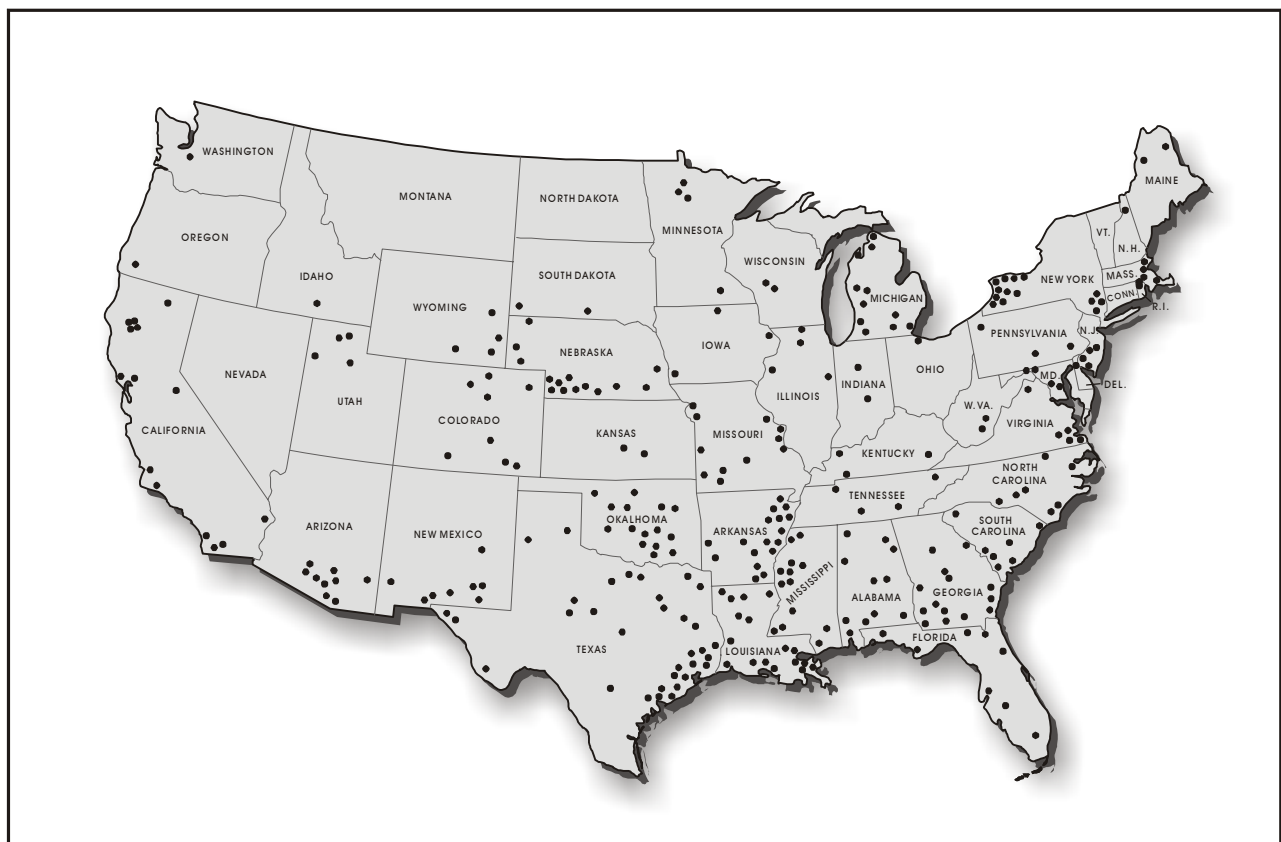 WASHINGTON
MONTANA
NORTH DAKOTA
MINNESOTA
MAINE
OREGON
IDAHO
WYOMING
SOUTH DAKOTA
WISCONSIN
MICHIGAN
NEW YORK
VT.
N.H.
MASS.
CONN.
R.I.
NEVADA
UTAH
COLORADO
NEBRASKA
IOWA
ILLINOIS
INDIANA
OHIO
PENNSYLVANIA
N.J.
MD.
DEL.
CALIFORNIA
KANSAS
MISSOURI
KENTUCKY
W.VA.
VIRGINIA
ARIZONA
NEW MEXICO
OKALHOMA
ARKANSAS
TENNESSEE
NORTH
CAROLINA
SOUTH
CAROLINA
TEXAS
LOUISIANA
MISSISSIPPI
ALABAMA
GEORGIA
FLORIDA